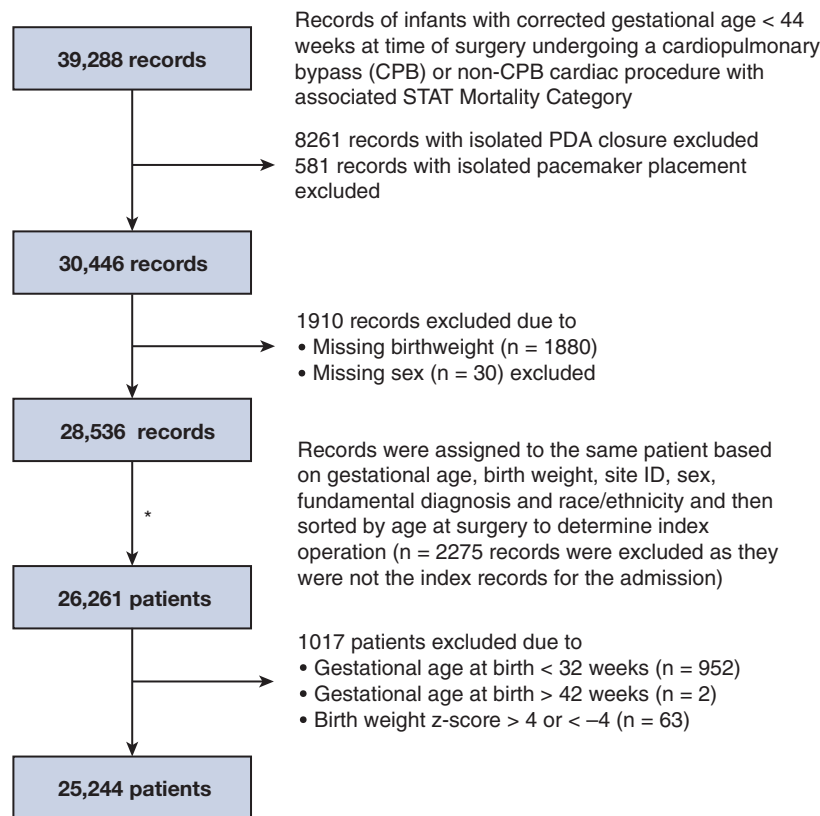 39,288 records
Records of infants with corrected gestational age < 44
weeks at time of surgery undergoing a cardiopulmonary
bypass (CPB) or non-CPB cardiac procedure with
associated STAT Mortality Category
8261 records with isolated PDA closure excluded
581 records with isolated pacemaker placement
excluded
30,446 records
1910 records excluded due to
• Missing birthweight (n = 1880)
• Missing sex (n = 30) excluded
28,536 records
Records were assigned to the same patient based
on gestational age, birth weight, site ID, sex,
fundamental diagnosis and race/ethnicity and then
sorted by age at surgery to determine index
operation (n = 2275 records were excluded as they
were not the index records for the admission)
*
26,261 patients
1017 patients excluded due to
• Gestational age at birth < 32 weeks (n = 952)
• Gestational age at birth > 42 weeks (n = 2)
• Birth weight z-score > 4 or < –4 (n = 63)
25,244 patients